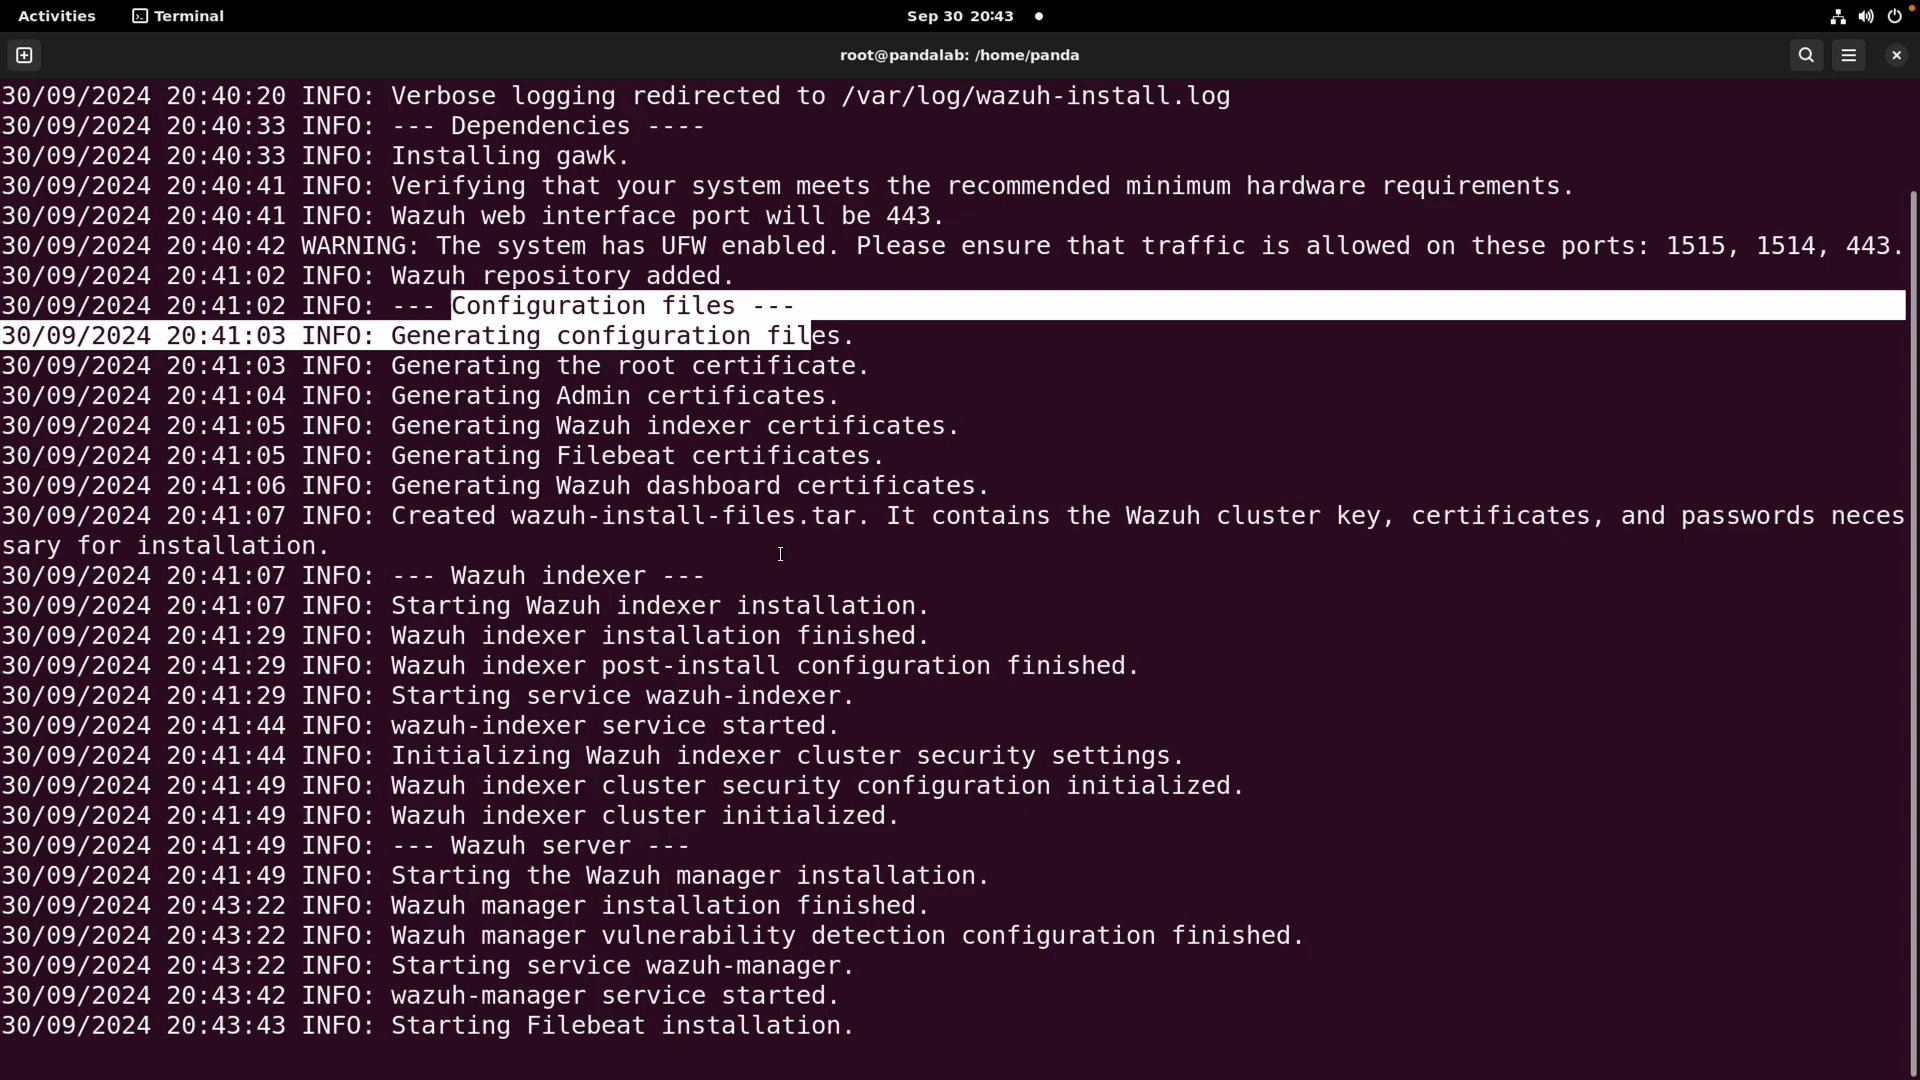 Activities Terminal Sep 30 20:43
root@pandalab: /home/panda
30/09/2024 20:40:20 INFO: Verbose logging redirected to /var/log/wazuh-install.log
30/09/2024 20:40:33 INFO: --- Dependencies ----
30/09/2024 20:40:33 INFO: Installing gawk.
30/09/2024 20:40:41 INFO: Verifying that your system meets the recommended minimum hardware requirements.
30/09/2024 20:40:41 INFO: Wazuh web interface port will be 443.
30/09/2024 20:40:42 WARNING: The system has UFW enabled. Please ensure that traffic is allowed on these ports: 1515, 1514, 443.
30/09/2024 20:41:02 INFO: Wazuh repository added.
30/09/2024 20:41:02 INFO: --- Configuration files ---
30/09/2024 20:41:03 INFO: Generating configuration files.
30/09/2024 20:41:03 INFO: Generating the root certificate.
30/09/2024 20:41:04 INFO: Generating Admin certificates.
30/09/2024 20:41:05 INFO: Generating Wazuh indexer certificates.
30/09/2024 20:41:05 INFO: Generating Filebeat certificates.
30/09/2024 20:41:06 INFO: Generating Wazuh dashboard certificates.
30/09/2024 20:41:07 INFO: Created wazuh-install-files.tar. It contains the Wazuh cluster key, certificates, and passwords neces
sary for installation.
30/09/2024 20:41:07 INFO: --- Wazuh indexer ---
30/09/2024 20:41:07 INFO: Starting Wazuh indexer installation.
30/09/2024 20:41:29 INFO: Wazuh indexer installation finished.
30/09/2024 20:41:29 INFO: Wazuh indexer post-install configuration finished.
30/09/2024 20:41:29 INFO: Starting service wazuh-indexer.
30/09/2024 20:41:44 INFO: wazuh-indexer service started.
30/09/2024 20:41:44 INFO: Initializing Wazuh indexer cluster security settings.
30/09/2024 20:41:49 INFO: Wazuh indexer cluster security configuration initialized.
30/09/2024 20:41:49 INFO: Wazuh indexer cluster initialized.
30/09/2024 20:41:49 INFO: --- Wazuh server ---
30/09/2024 20:41:49 INFO: Starting the Wazuh manager installation.
30/09/2024 20:43:22 INFO: Wazuh manager installation finished.
30/09/2024 20:43:22 INFO: Wazuh manager vulnerability detection configuration finished.
30/09/2024 20:43:22 INFO: Starting service wazuh-manager.
30/09/2024 20:43:42 INFO: wazuh-manager service started.
30/09/2024 20:43:43 INFO: Starting Filebeat installation.